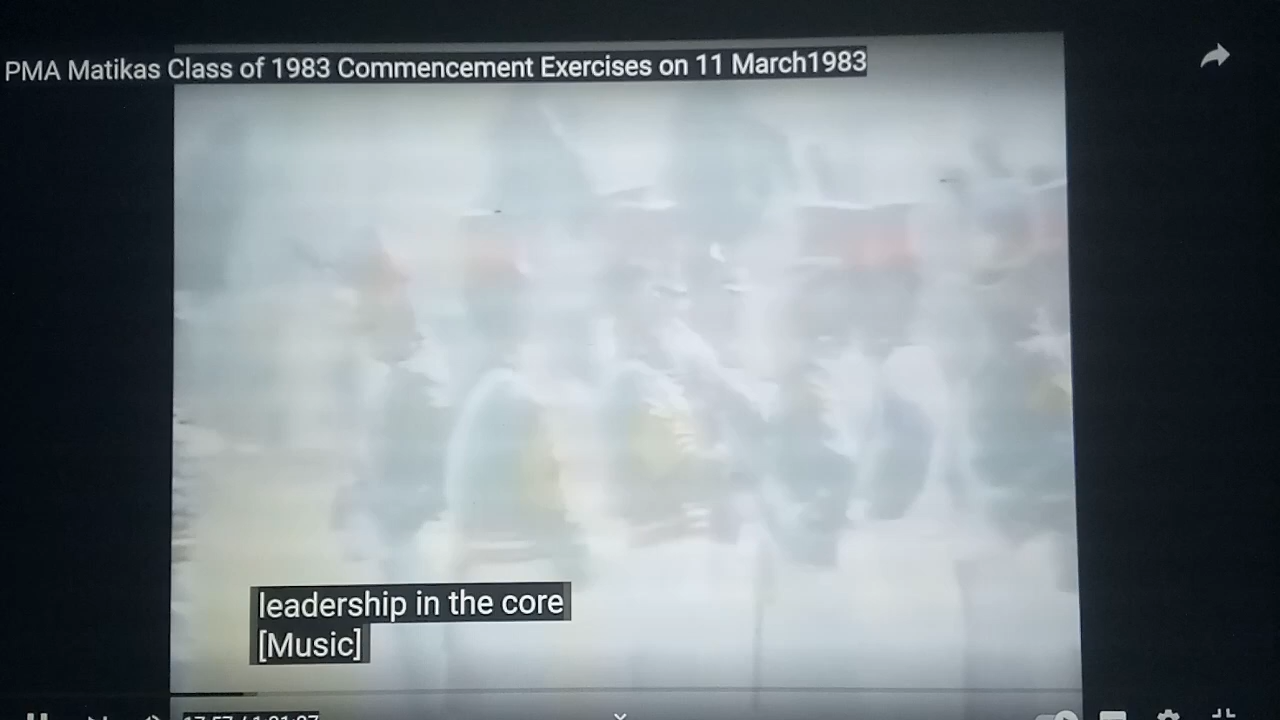 PMA Matikas Class of 1983 Commencement Exercises on 11 March1983
leadership in the core
[Music]